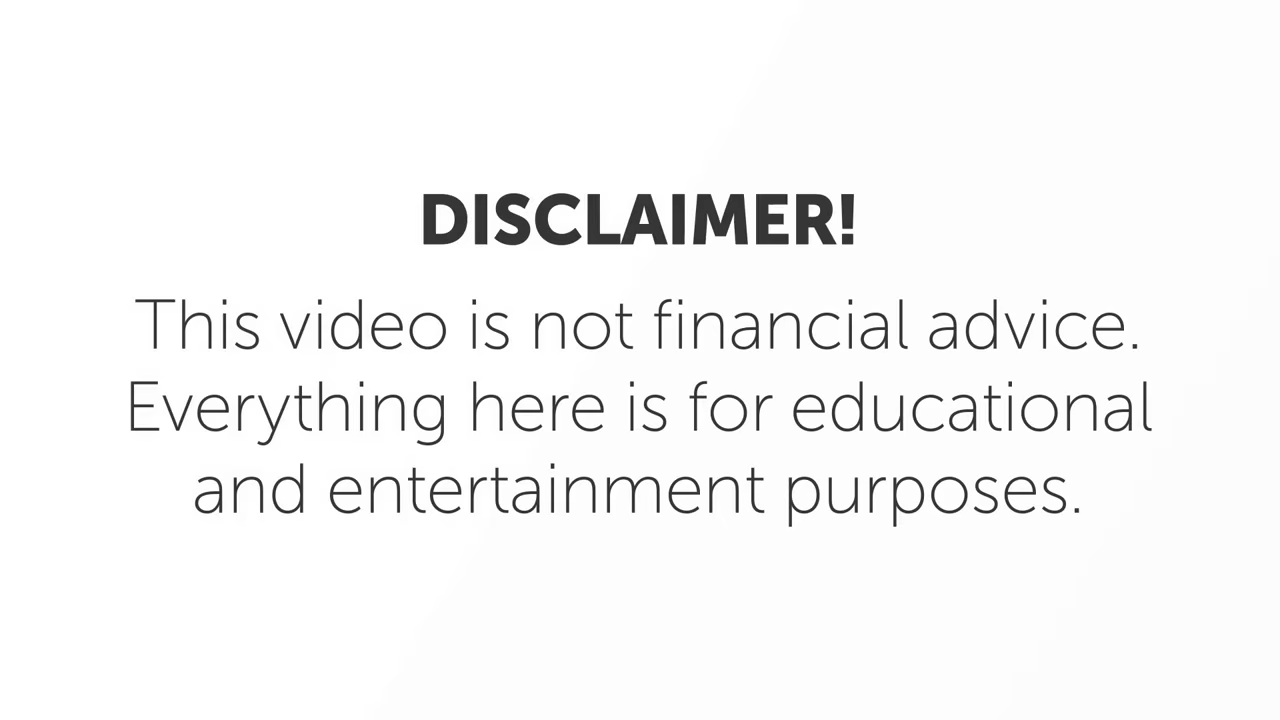 DISCLAIMER!
This video is not financial advice.
Everything here is for educational
and entertainment purposes.